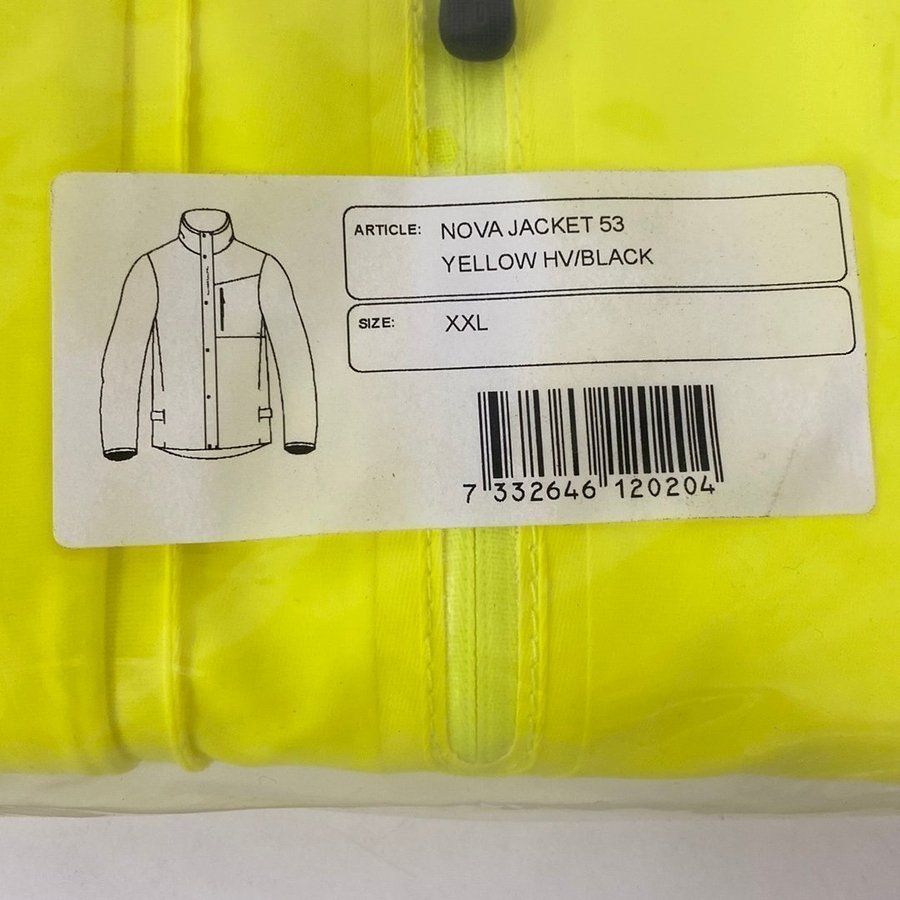 ARTICLE: NOVA JACKET 53
YELLOW HV/BLACK
SIZE: XXL
7 332646 120204